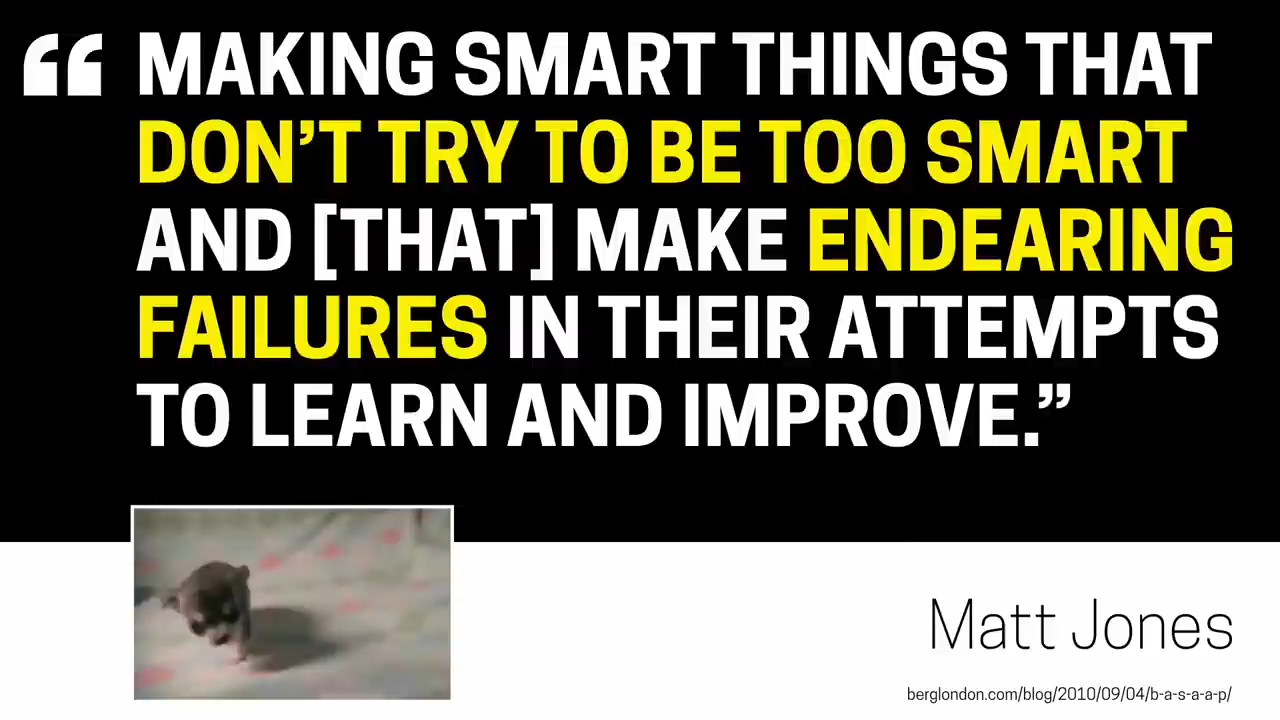 “ MAKING SMART THINGS THAT
DON’T TRY TO BE TOO SMART
AND [THAT] MAKE ENDEARING
FAILURES IN THEIR ATTEMPTS
TO LEARN AND IMPROVE.”
Matt Jones
berglondon.com/blog/2010/09/04/b-a-s-a-a-p/